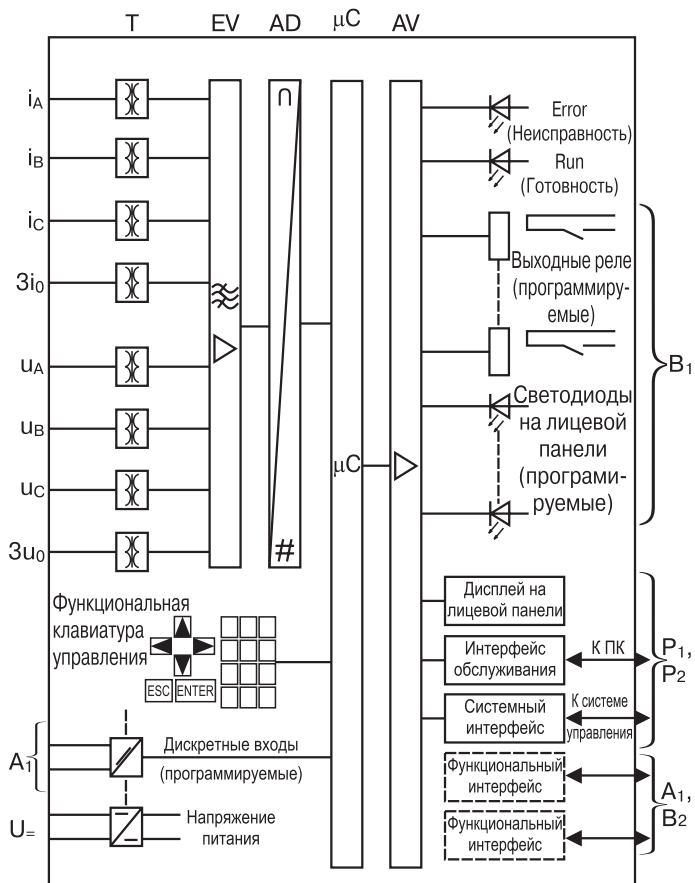 T EV AD μC AV
iA
iB
iC
3i0
uA
uB
uC
3u0
∩
#
μC
Error
(Неисправность)
Run
(Готовность)
Выходные реле
(программиру-
емые)
B1
Светодиоды
на лицевой
панели
(програми-
руемые)
Функциональная
клавиатура
управления
ESC ENTER
Дисплей на
лицевой панели
Интерфейс
обслуживания
К ПК
P1,
P2
Системный
интерфейс
К системе
управления
A1
Дискретные входы
(программируемые)
Функциональный
интерфейс
A1,
B2
Функциональный
интерфейс
U=
Напряжение
питания